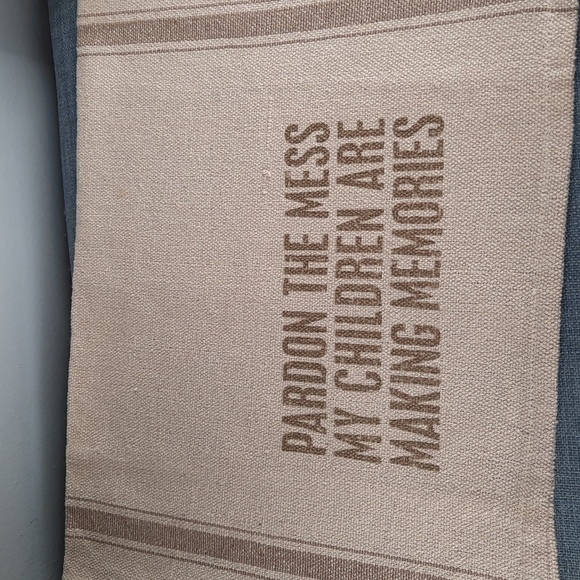 PARDON THE MESS
MY CHILDREN ARE
MAKING MEMORIES